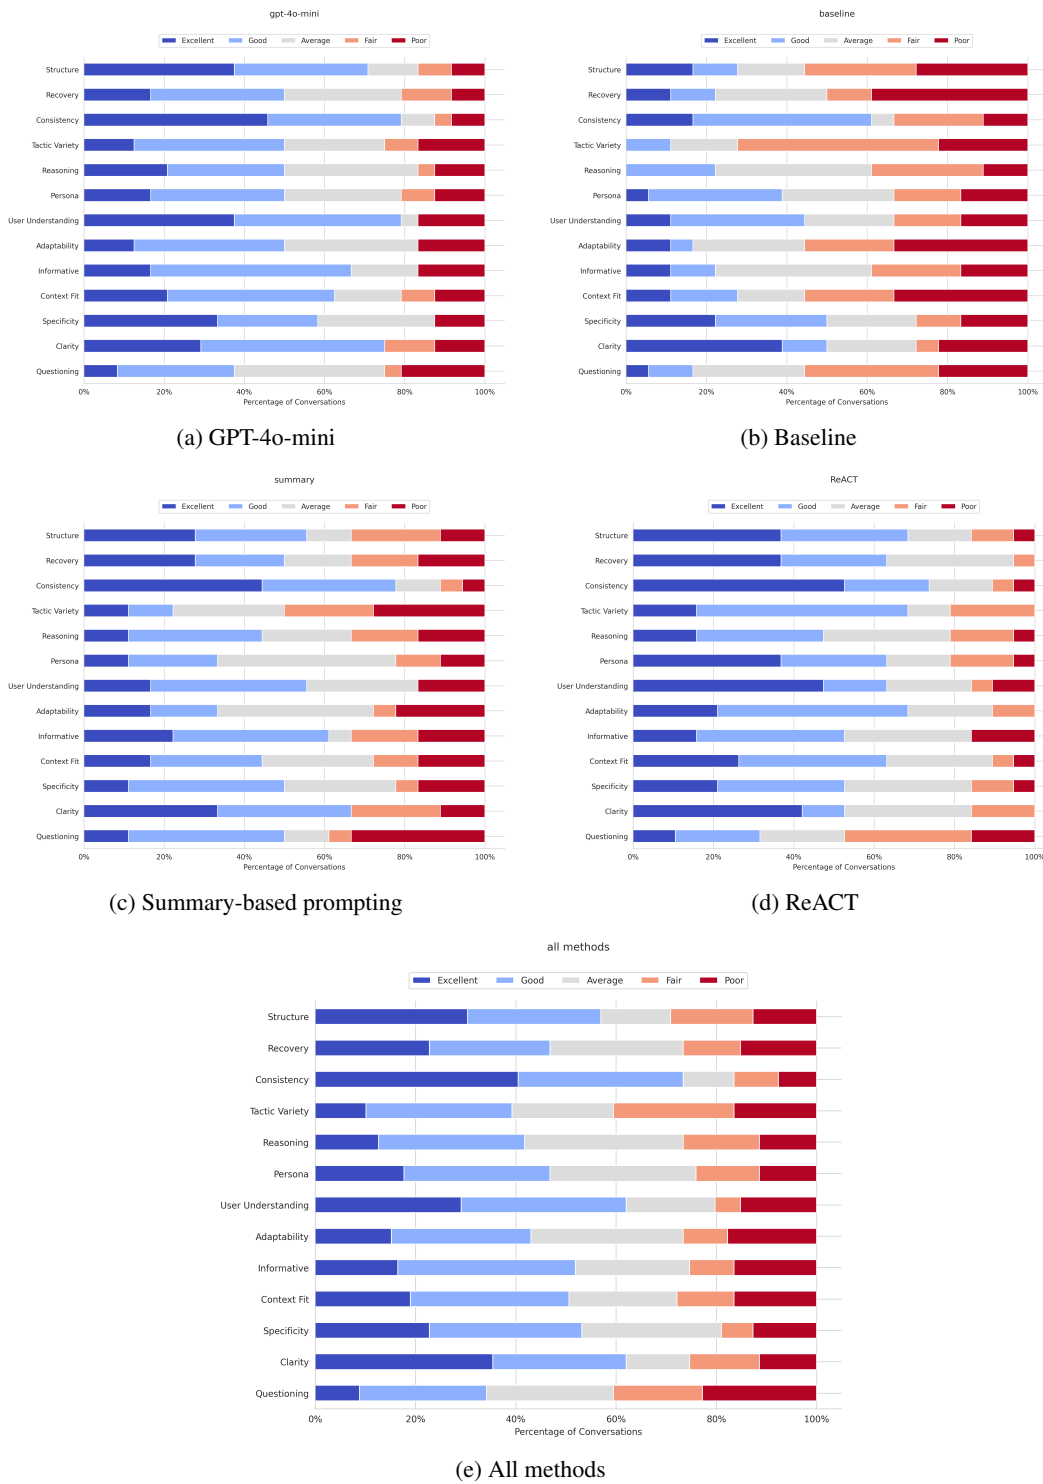 gpt-4o-mini
Excellent Good Average Fair Poor
Structure
Recovery
Consistency
Tactic Variety
Reasoning
Persona
User Understanding
Adaptability
Informative
Context Fit
Specificity
Clarity
Questioning
0% 20% 40% 60% 80% 100%
Percentage of Conversations
(a) GPT-4o-mini
baseline
Excellent Good Average Fair Poor
Structure
Recovery
Consistency
Tactic Variety
Reasoning
Persona
User Understanding
Adaptability
Informative
Context Fit
Specificity
Clarity
Questioning
0% 20% 40% 60% 80% 100%
Percentage of Conversations
(b) Baseline
summary
Excellent Good Average Fair Poor
Structure
Recovery
Consistency
Tactic Variety
Reasoning
Persona
User Understanding
Adaptability
Informative
Context Fit
Specificity
Clarity
Questioning
0% 20% 40% 60% 80% 100%
Percentage of Conversations
(c) Summary-based prompting
ReACT
Excellent Good Average Fair Poor
Structure
Recovery
Consistency
Tactic Variety
Reasoning
Persona
User Understanding
Adaptability
Informative
Context Fit
Specificity
Clarity
Questioning
0% 20% 40% 60% 80% 100%
Percentage of Conversations
(d) ReACT
all methods
Excellent Good Average Fair Poor
Structure
Recovery
Consistency
Tactic Variety
Reasoning
Persona
User Understanding
Adaptability
Informative
Context Fit
Specificity
Clarity
Questioning
0% 20% 40% 60% 80% 100%
Percentage of Conversations
(e) All methods